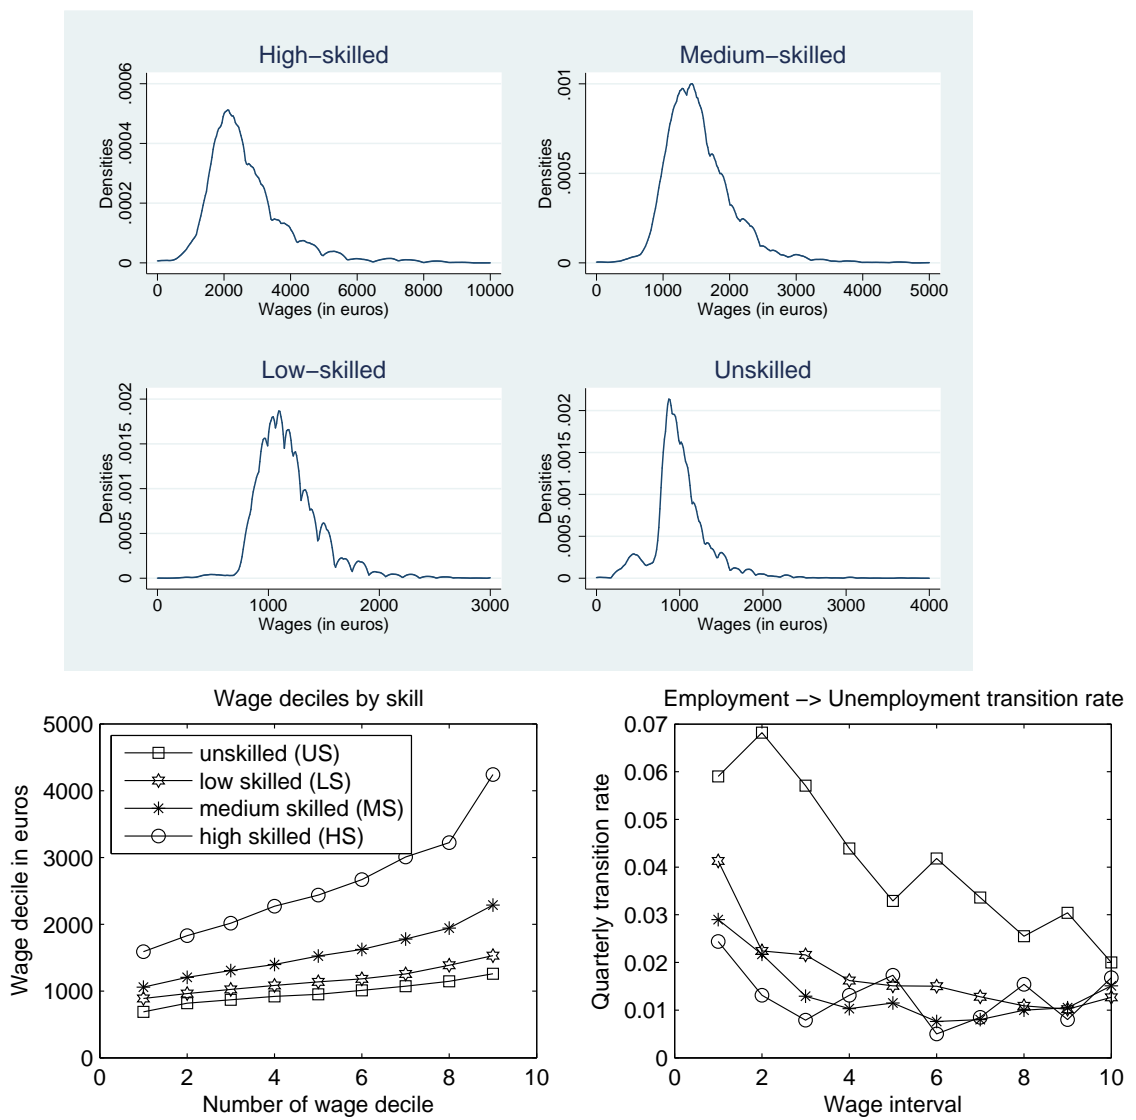 High−skilled
Densities
0 .0002 .0004 .0006
0 2000 4000 6000 8000 10000
Wages (in euros)
Medium−skilled
Densities
0 .0005 .001
0 1000 2000 3000 4000 5000
Wages (in euros)
Low−skilled
Densities
0 .0005 .001 .0015 .002
0 1000 2000 3000
Wages (in euros)
Unskilled
Densities
0 .0005 .001 .0015 .002
0 1000 2000 3000 4000
Wages (in euros)
Wage deciles by skill
Wage decile in euros
5000
4000
3000
2000
1000
0
unskilled (US)
low skilled (LS)
medium skilled (MS)
high skilled (HS)
0 2 4 6 8 10
Number of wage decile
Employment −> Unemployment transition rate
Quarterly transition rate
0.07
0.06
0.05
0.04
0.03
0.02
0.01
0
0 2 4 6 8 10
Wage interval